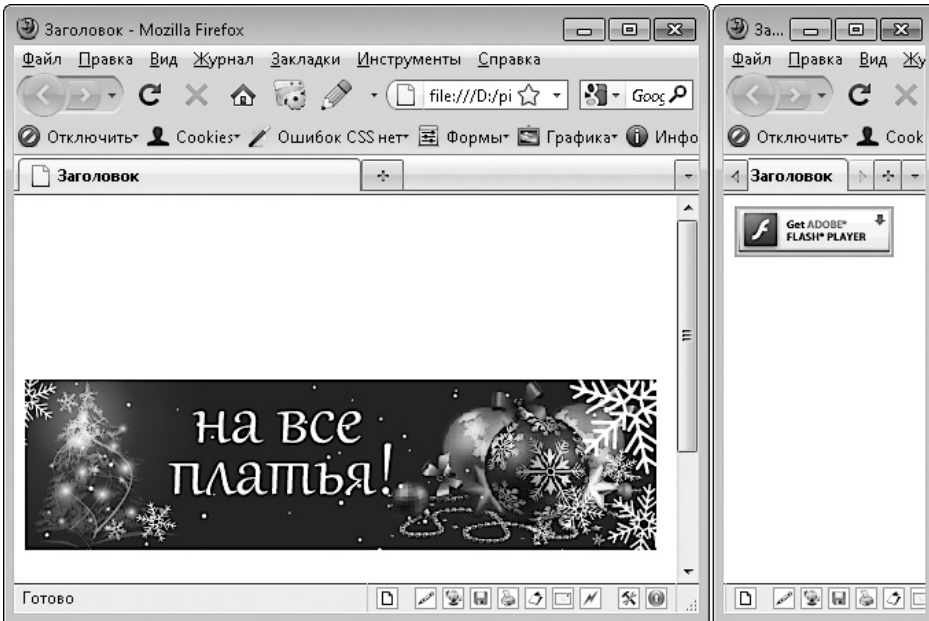 Заголовок - Mozilla Firefox
Файл Правка Вид Журнал Закладки Инструменты Справка
file:///D:/pi
Goog
Отключить Cookies Ошибок CSS нет Формы Графика Инфо
Заголовок
на все
платья!
Готово
За...
Файл Правка Вид Жу
Отключить Cook
Заголовок
Get ADOBE®
FLASH® PLAYER